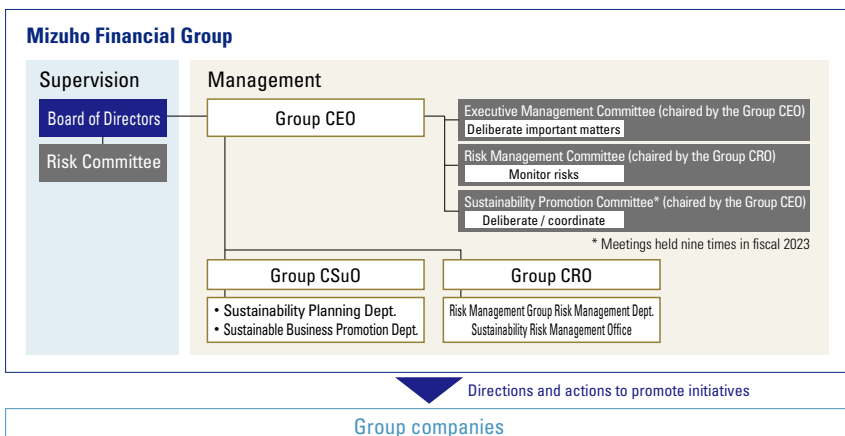 Mizuho Financial Group
Supervision
Board of Directors
Risk Committee
Management
Group CEO
Executive Management Committee (chaired by the Group CEO)
Deliberate important matters
Risk Management Committee (chaired by the Group CRO)
Monitor risks
Sustainability Promotion Committee* (chaired by the Group CEO)
Deliberate / coordinate
* Meetings held nine times in fiscal 2023
Group CSuO
• Sustainability Planning Dept.
• Sustainable Business Promotion Dept.
Group CRO
Risk Management Group Risk Management Dept.
Sustainability Risk Management Office
Directions and actions to promote initiatives
Group companies